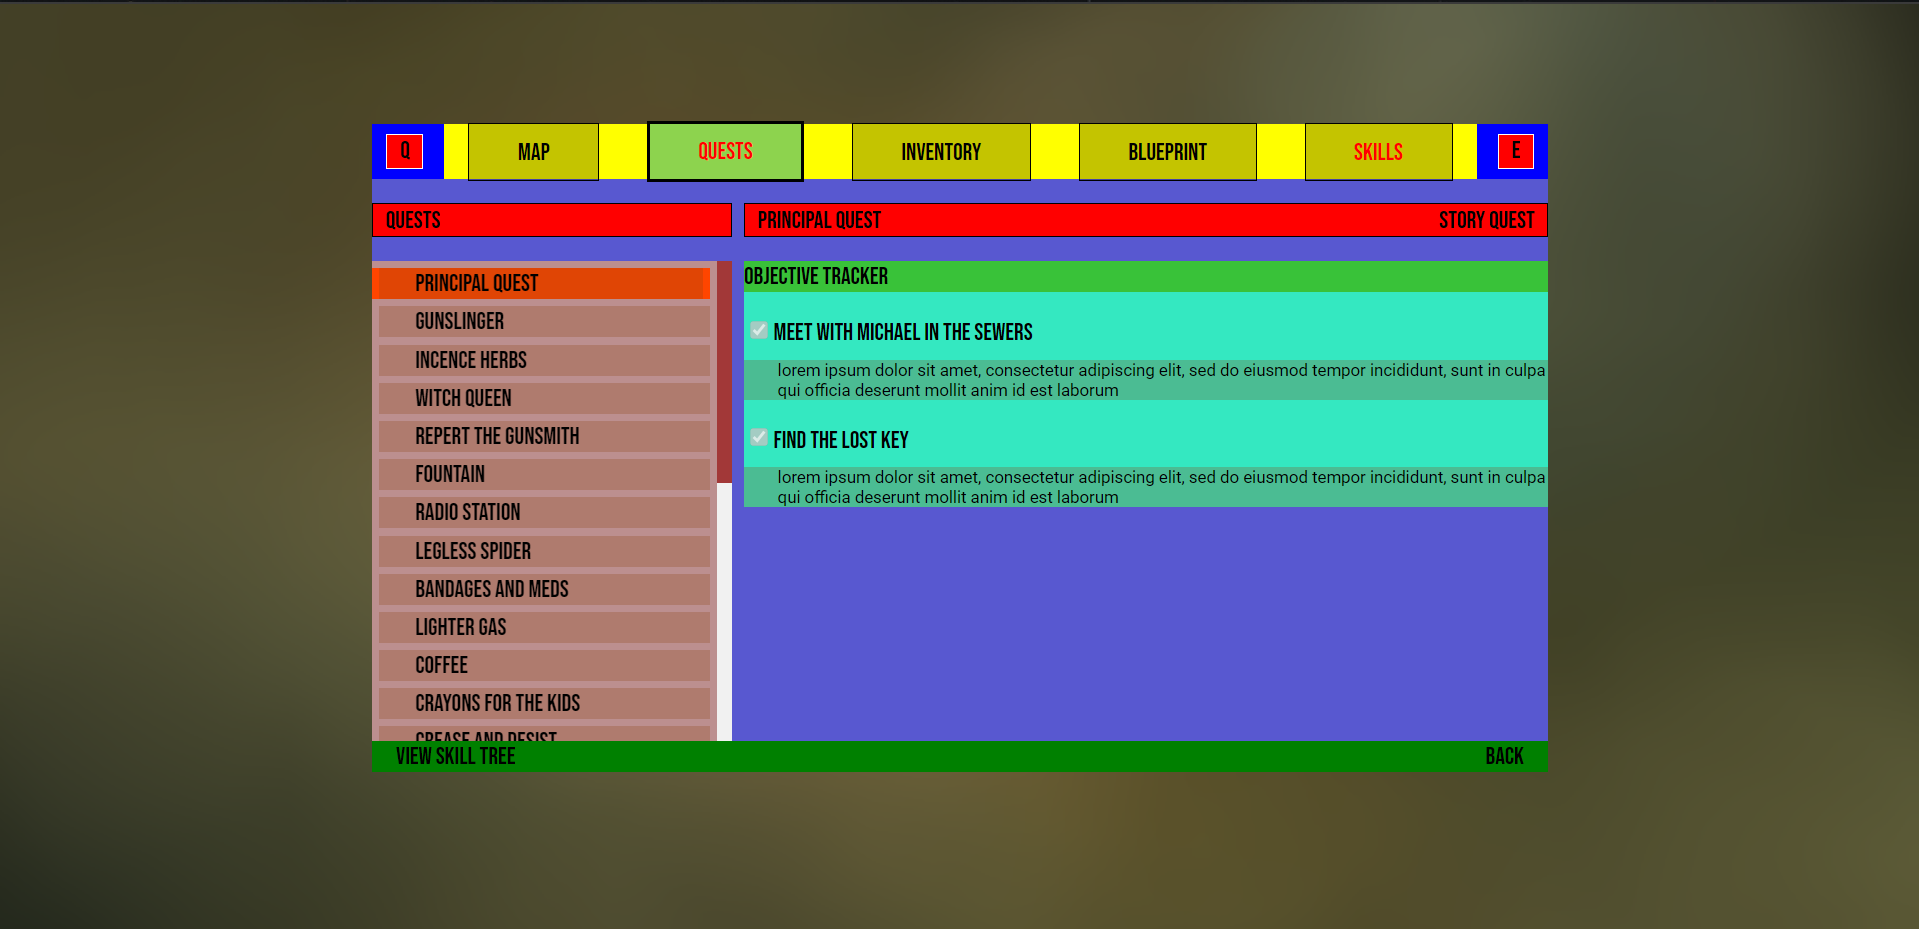 Q MAP QUESTS INVENTORY BLUEPRINT SKILLS E
QUESTS
PRINCIPAL QUEST STORY QUEST
PRINCIPAL QUEST
GUNSLINGER
INCENCE HERBS
WITCH QUEEN
REPERT THE GUNSMITH
FOUNTAIN
RADIO STATION
LEGLESS SPIDER
BANDAGES AND MEDS
LIGHTER GAS
COFFEE
CRAYONS FOR THE KIDS
CREASE AND DESIST
OBJECTIVE TRACKER
MEET WITH MICHAEL IN THE SEWERS
lorem ipsum dolor sit amet, consectetur adipiscing elit, sed do eiusmod tempor incididunt, sunt in culpa
qui officia deserunt mollit anim id est laborum
FIND THE LOST KEY
lorem ipsum dolor sit amet, consectetur adipiscing elit, sed do eiusmod tempor incididunt, sunt in culpa
qui officia deserunt mollit anim id est laborum
VIEW SKILL TREE BACK